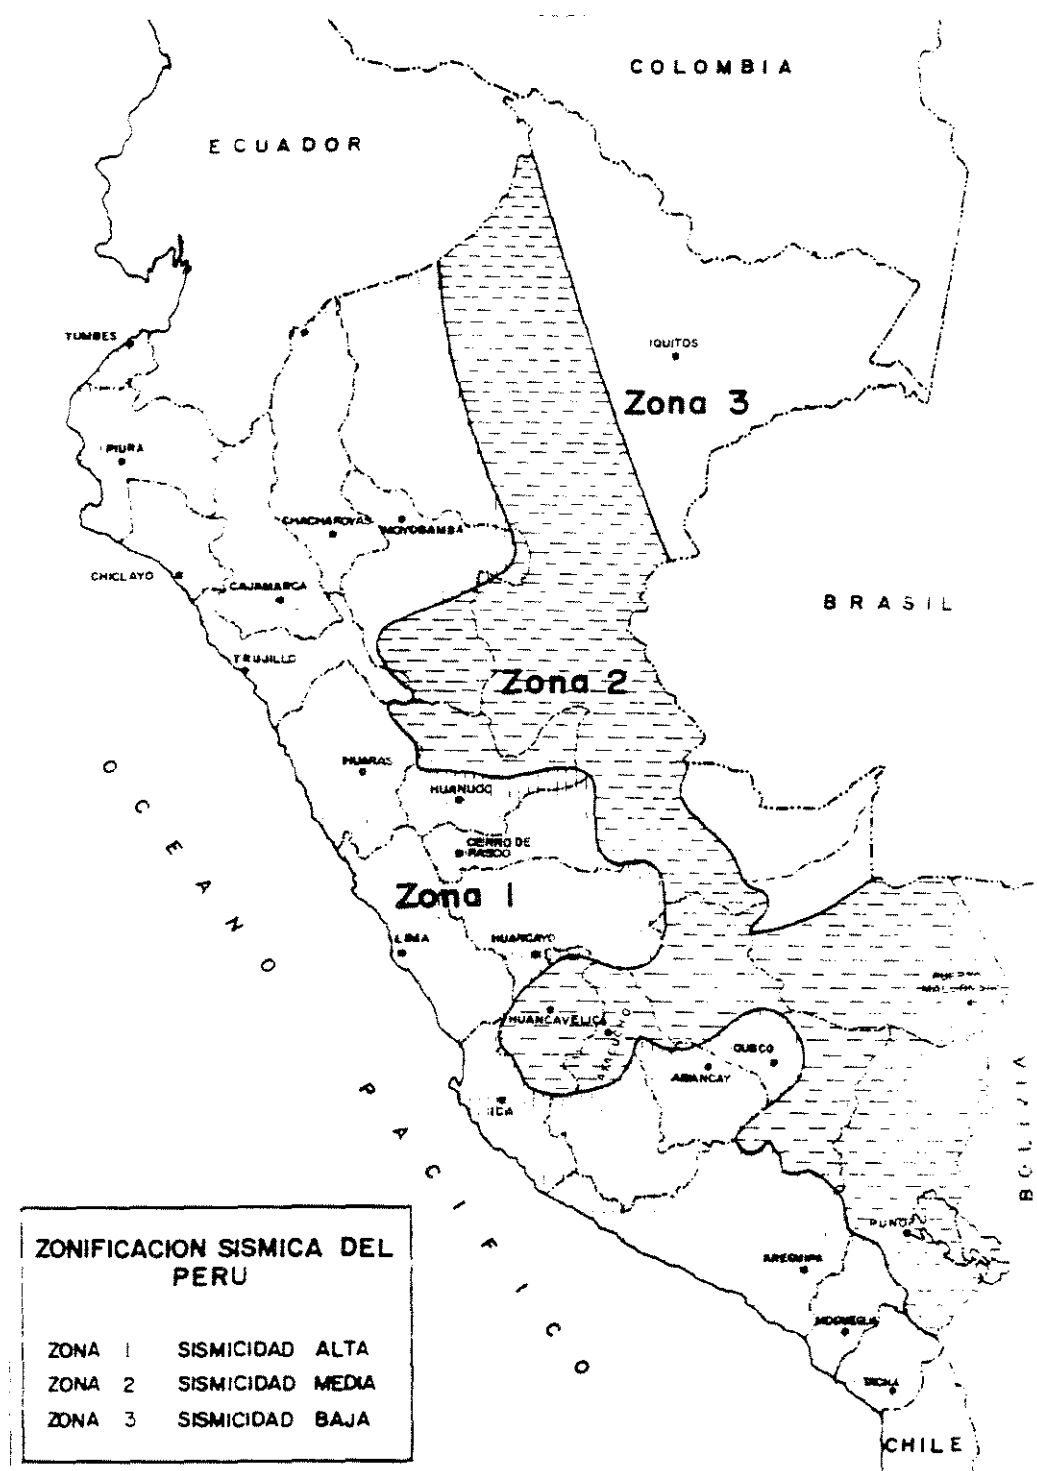 COLOMBIA
ECUADOR
TUMBES
IQUITOS
Zona 3
PIURA
CHACHAPOYAS
MOYOBAMBA
CHICLAYO
CAJAMARCA
BRASIL
TRUJILLO
Zona 2
HUARAS
HUANUCO
CERRO DE
PASCO
Zona 1
LIMA
HUANCAYO
HUANCAVELICA
AYACUCHO
CUSCO
ABANCAY
ICA
OCEANO PACIFICO
BOLIVIA
PUNO
AREQUIPA
MOQUEGUA
TACNA
CHILE
ZONIFICACION SISMICA DEL
PERU
ZONA 1 SISMICIDAD ALTA
ZONA 2 SISMICIDAD MEDIA
ZONA 3 SISMICIDAD BAJA